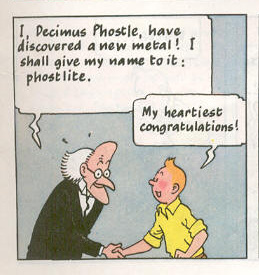 I, Decimus Phostle, have
discovered a new metal! I
shall give my name to it:
phostlite.
My heartiest
congratulations!